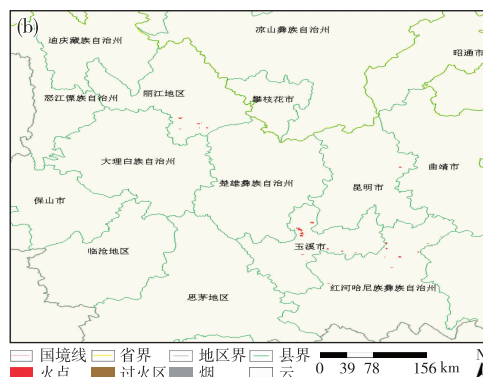 (b)
迪庆藏族自治州
凉山彝族自治州
昭通市
怒江傈族自治州
丽江地区
攀枝花市
大理白族自治州
楚雄彝族自治州
昆明市
曲靖市
保山市
临沧地区
玉溪市
思茅地区
红河哈尼族彝族自治州
国境线 省界 地区界 县界 0 39 78 156 km N
火点 过火区 烟 云